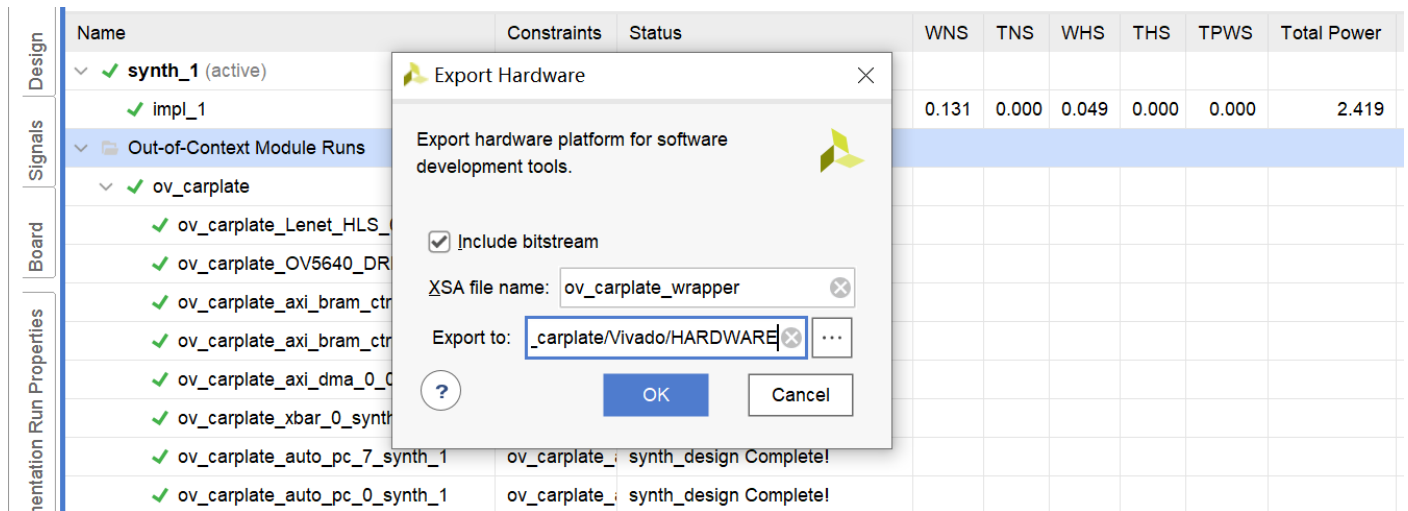 Design
Signals
Board
Properties
Name Constraints Status WNS TNS WHS THS TPWS Total Power
synth_1 (active)
impl_1 0.131 0.000 0.049 0.000 0.000 2.419
Out-of-Context Module Runs
ov_carplate
ov_carplate_Lenet_HLS_
ov_carplate_OV5640_
ov_carplate_axi_bram_ctr
ov_carplate_axi_bram_ctr
ov_carplate_axi_dma_0_
ov_carplate_xbar_0_synth
ov_carplate_auto_pc_7_synth_1 ov_carplate_ synth_design Complete!
ov_carplate_auto_pc_0_synth_1 ov_carplate_ synth_design Complete!
Export Hardware
Export hardware platform for software
development tools.
Include bitstream
XSA file name: ov_carplate_wrapper
Export to: _carplate/Vivado/HARDWARE ...
? OK Cancel
Run